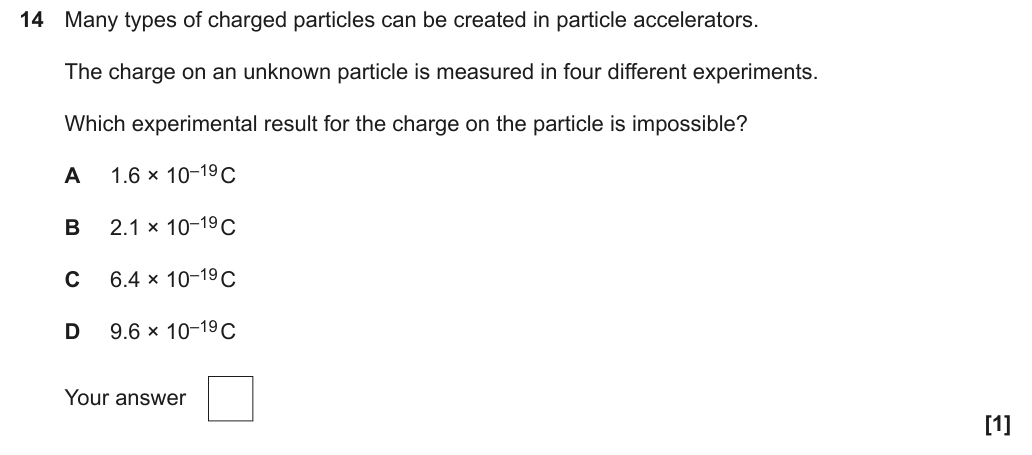 14 Many types of charged particles can be created in particle accelerators.
The charge on an unknown particle is measured in four different experiments.
Which experimental result for the charge on the particle is impossible?
A 1.6 × 10⁻¹⁹ C
B 2.1 × 10⁻¹⁹ C
C 6.4 × 10⁻¹⁹ C
D 9.6 × 10⁻¹⁹ C
Your answer
[1]